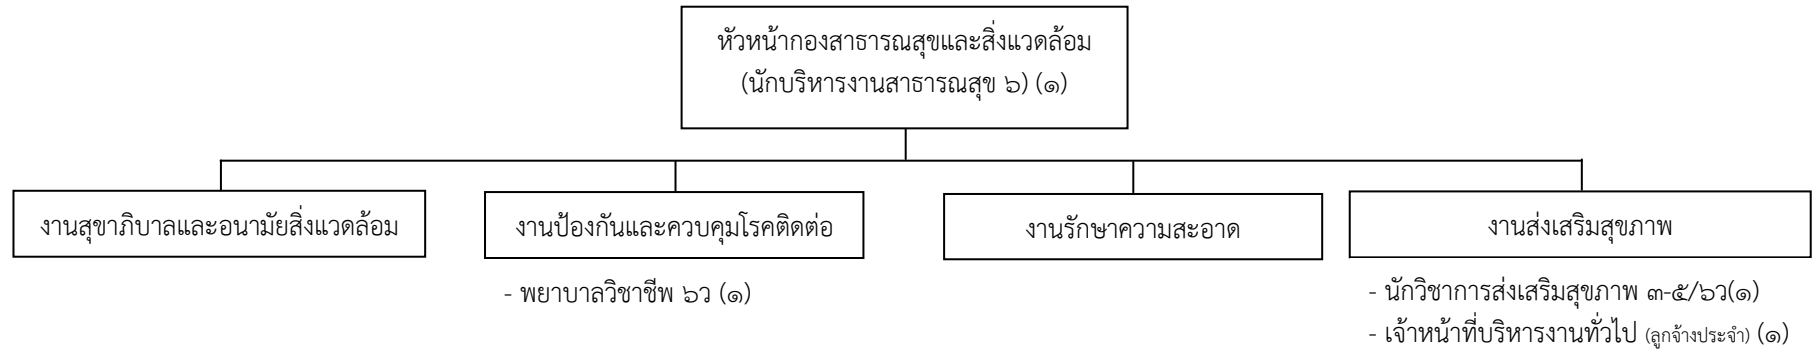 หัวหน้ากองสาธารณสุขและสิ่งแวดล้อม
(นักบริหารงานสาธารณสุข ๖) (๑)
งานสุขาภิบาลและอนามัยสิ่งแวดล้อม
งานป้องกันและควบคุมโรคติดต่อ
งานรักษาความสะอาด
งานส่งเสริมสุขภาพ
- พยาบาลวิชาชีพ ๖ว (๑)
- นักวิชาการส่งเสริมสุขภาพ ๓-๕/๖ว(๑)
- เจ้าหน้าที่บริหารงานทั่วไป (ลูกจ้างประจำ) (๑)